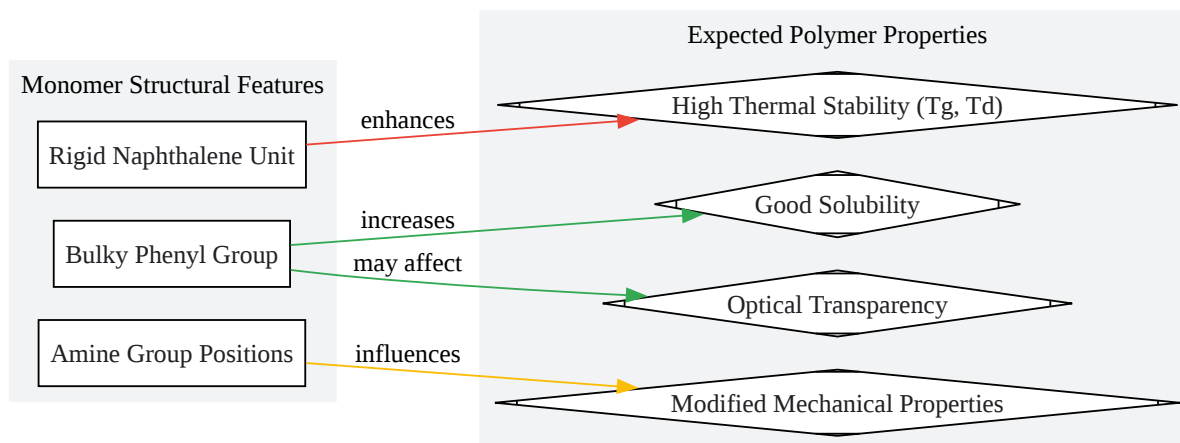 Expected Polymer Properties
Monomer Structural Features
High Thermal Stability (Tg, Td)
enhances
Rigid Naphthalene Unit
Good Solubility
increases
Bulky Phenyl Group
may affect
Optical Transparency
Amine Group Positions
influences
Modified Mechanical Properties